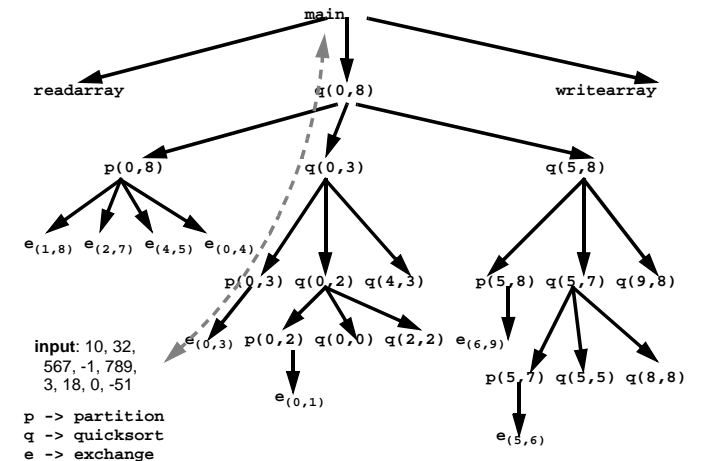 main
readarray q(0,8) writearray
p(0,8) q(0,3) q(5,8)
e(1,8) e(2,7) e(4,5) e(0,4)
p(0,3) q(0,2) q(4,3) p(5,8) q(5,7) q(9,8)
e(0,3) p(0,2) q(0,0) q(2,2) e(6,9)
e(0,1) p(5,7) q(5,5) q(8,8)
e(5,6)
input: 10, 32,
567, -1, 789,
3, 18, 0, -51
p -> partition
q -> quicksort
e -> exchange